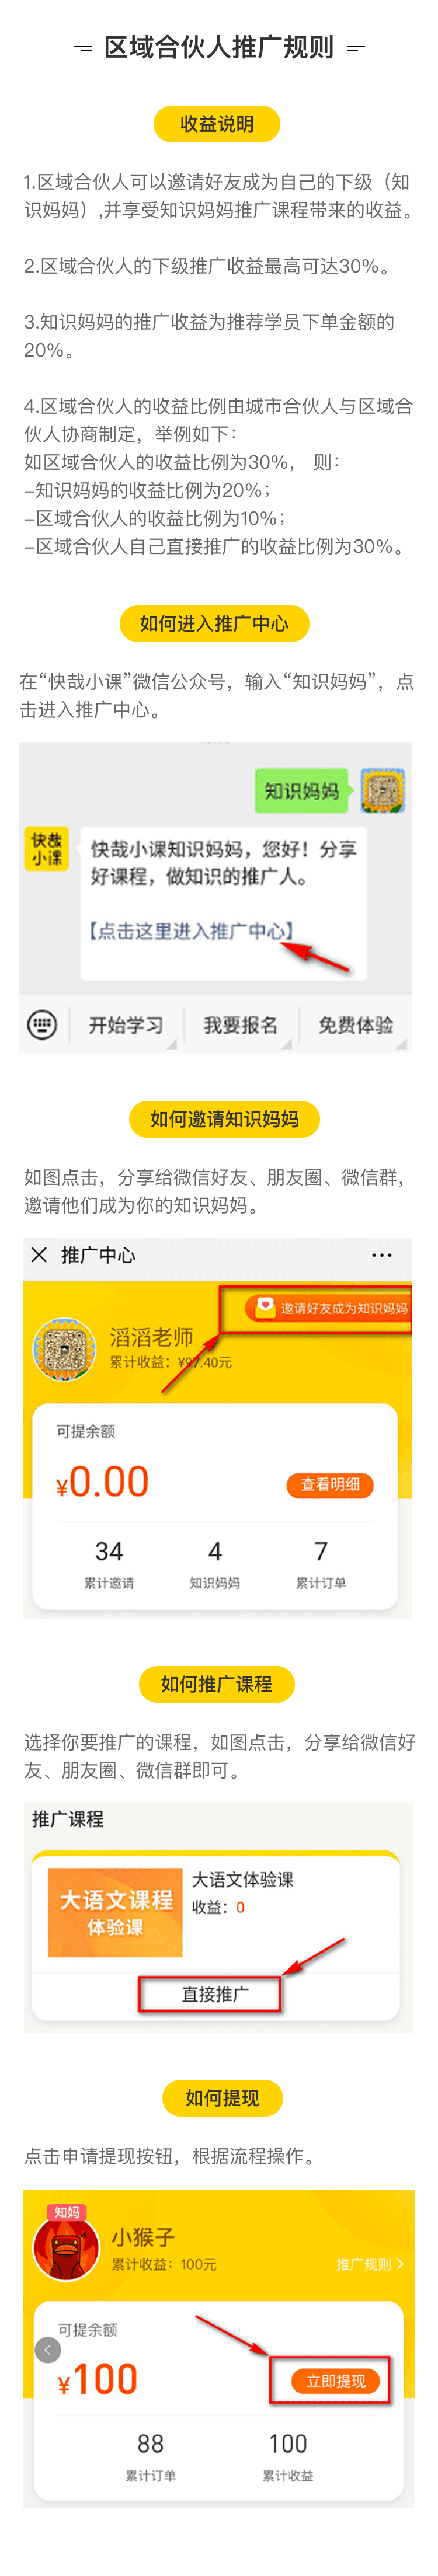 区域合伙人推广规则
收益说明
1.区域合伙人可以邀请好友成为自己的下级（知
识妈妈）,并享受知识妈妈推广课程带来的收益。
2.区域合伙人的下级推广收益最高可达30%。
3.知识妈妈的推广收益为推荐学员下单金额的
20%。
4.区域合伙人的收益比例由城市合伙人与区域合
伙人协商制定，举例如下：
如区域合伙人的收益比例为30%， 则：
–知识妈妈的收益比例为20%；
–区域合伙人的收益比例为10%；
–区域合伙人自己直接推广的收益比例为30%。
如何进入推广中心
在“快哉小课”微信公众号，输入“知识妈妈”，点
击进入推广中心。
知识妈妈
快哉
小课
快哉小课知识妈妈，您好！分享
好课程，做知识的推广人。
【点击这里进入推广中心】
开始学习 我要报名 免费体验
如何邀请知识妈妈
如图点击，分享给微信好友、朋友圈、微信群，
邀请他们成为你的知识妈妈。
推广中心
邀请好友成为知识妈妈
滔滔老师
累计收益：¥97.40元
可提余额
¥0.00
查看明细
34 4 7
累计邀请 知识妈妈 累计订单
如何推广课程
选择你要推广的课程，如图点击，分享给微信好
友、朋友圈、微信群即可。
推广课程
大语文课程
体验课
大语文体验课
收益：0
直接推广
如何提现
点击申请提现按钮，根据流程操作。
知妈
小猴子
累计收益：100元
推广规则
可提余额
¥100
立即提现
88 100
累计订单 累计收益